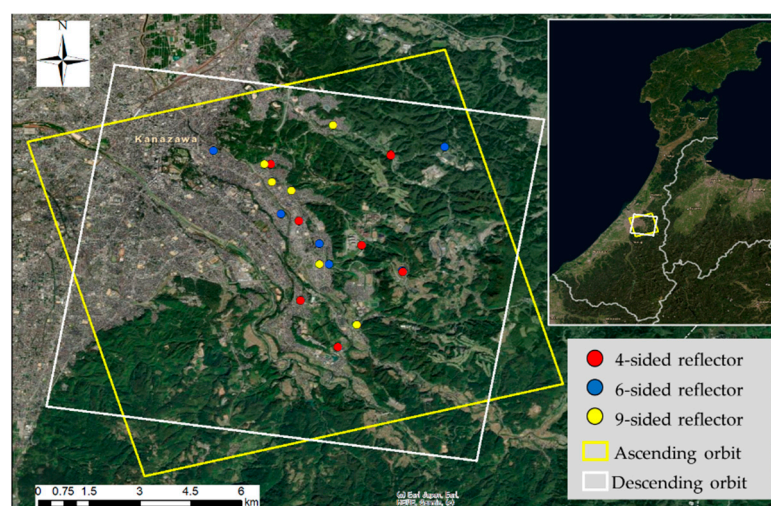 N
Kanazawa
4-sided reflector
6-sided reflector
9-sided reflector
Ascending orbit
Descending orbit
0 0.75 1.5 3 4.5 6
km